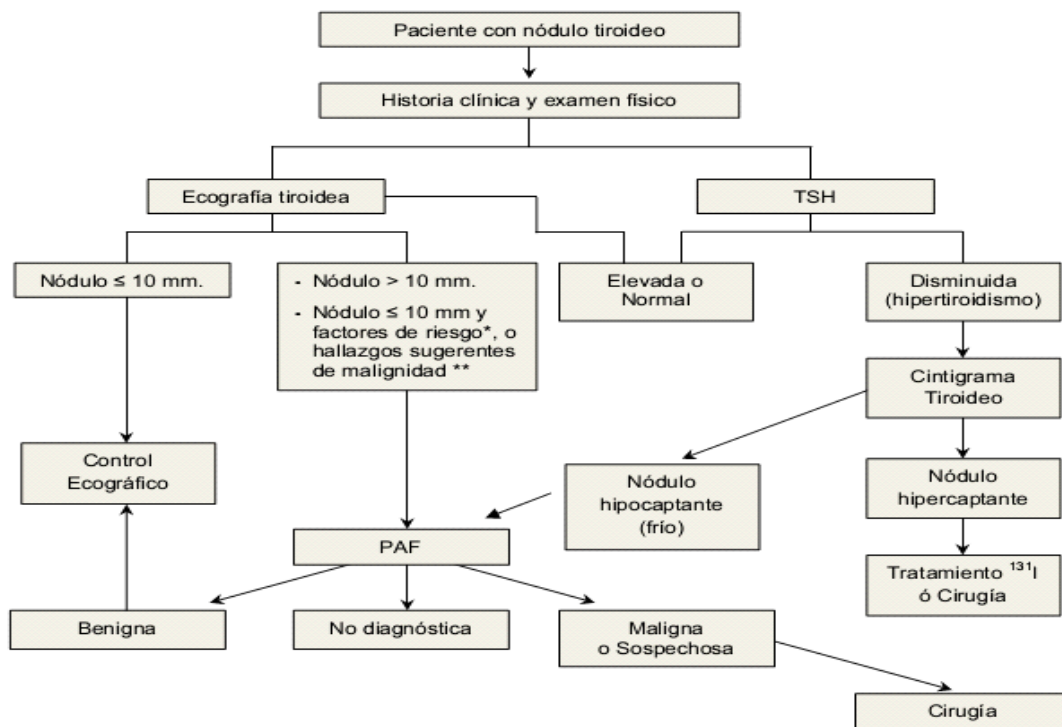 Paciente con nódulo tiroideo
Historia clínica y examen físico
Ecografía tiroidea
TSH
Nódulo ≤ 10 mm.
- Nódulo > 10 mm.
- Nódulo ≤ 10 mm y
factores de riesgo*, o
hallazgos sugerentes
de malignidad **
Elevada o
Normal
Disminuida
(hipertiroidismo)
Cintigrama
Tiroideo
Control
Ecográfico
Nódulo
hipocaptante
(frío)
Nódulo
hipercaptante
PAF
Tratamiento ¹³¹I
ó Cirugía
Benigna
No diagnóstica
Maligna
o Sospechosa
Cirugía